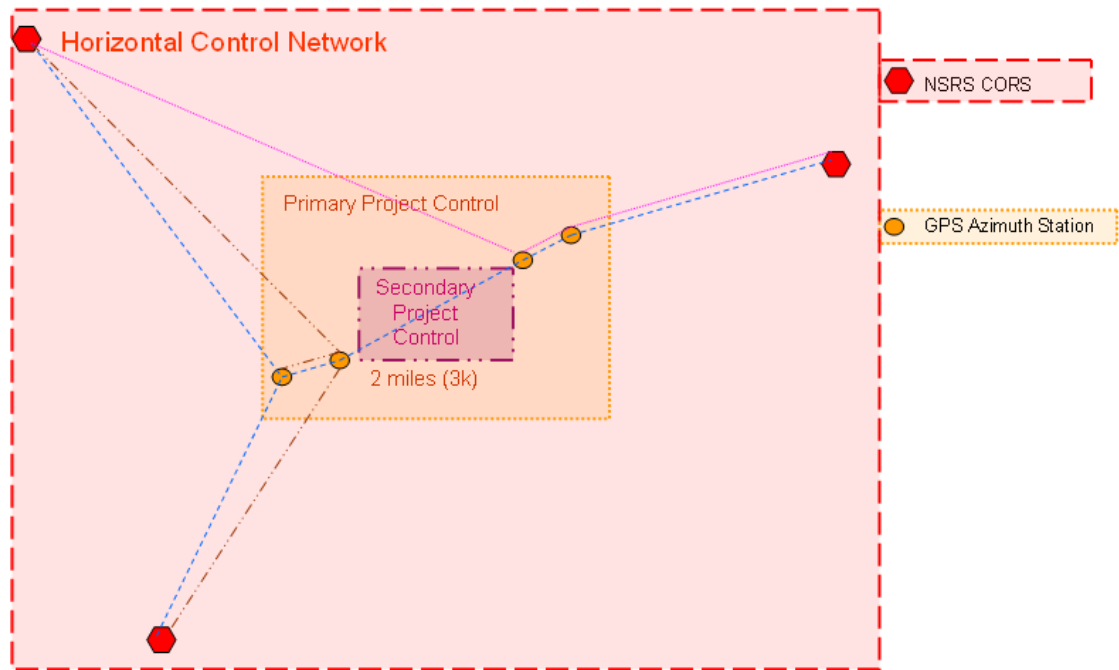 Horizontal Control Network
NSRS CORS
Primary Project Control
GPS Azimuth Station
Secondary
Project
Control
2 miles (3k)